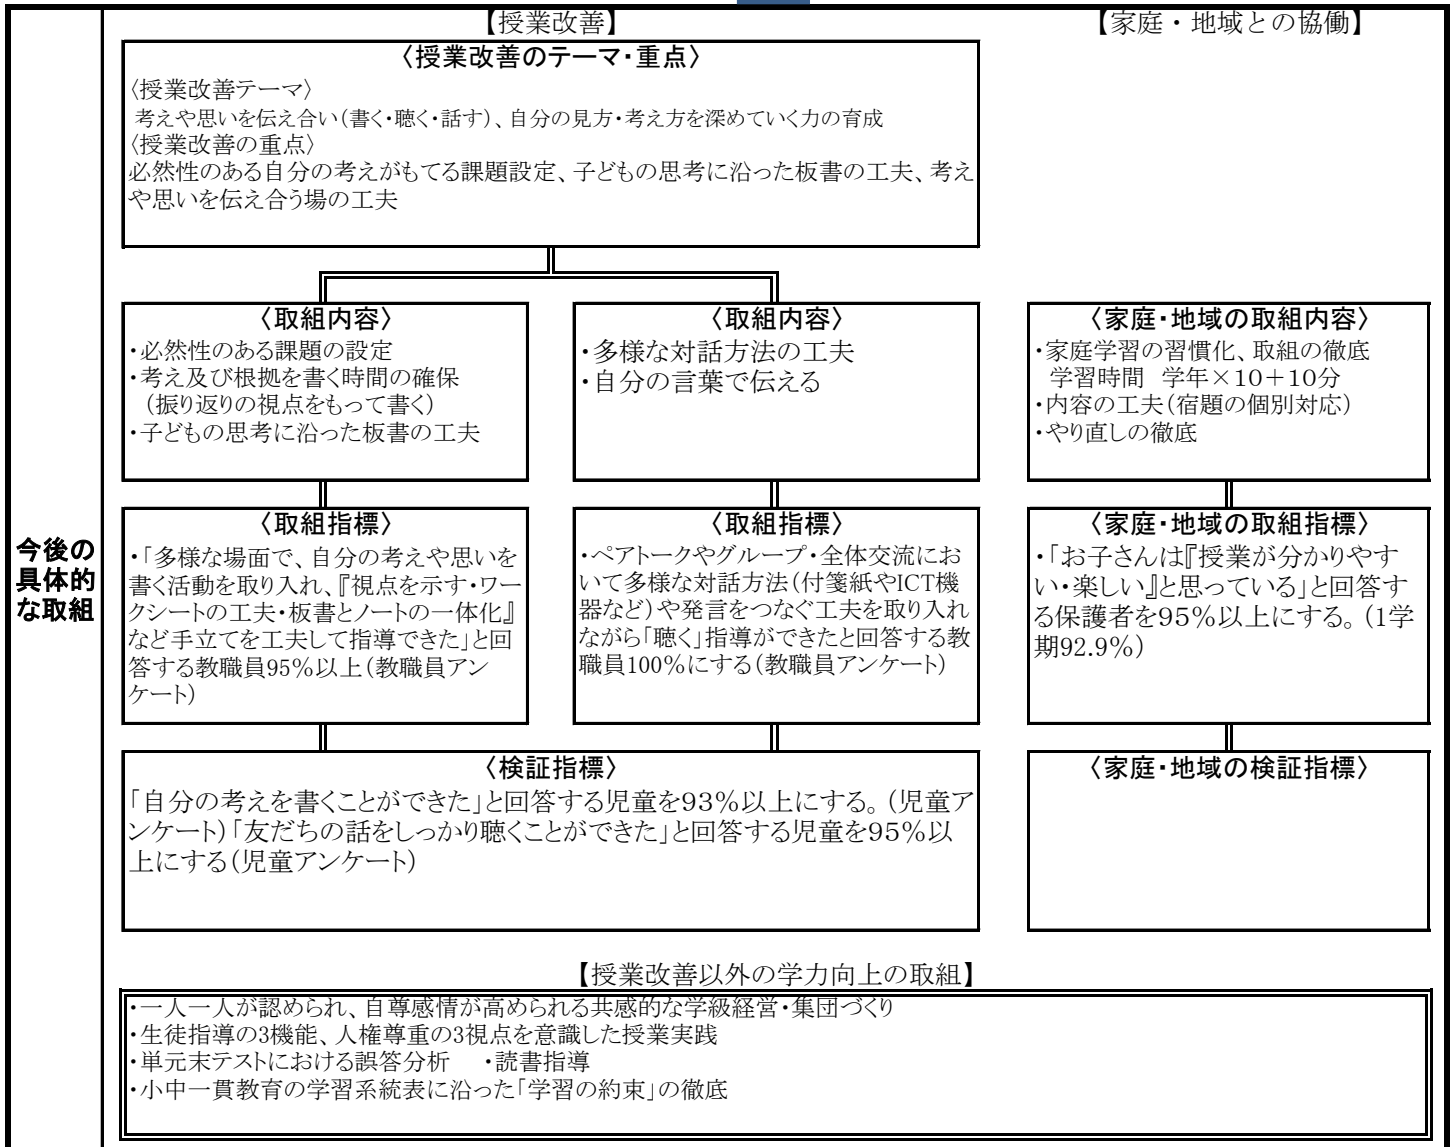 【授業改善】
【家庭・地域との協働】
今後の
具体的
な取組
〈授業改善のテーマ・重点〉
〈授業改善テーマ〉
考えや思いを伝え合い(書く・聴く・話す)、自分の見方・考え方を深めていく力の育成
〈授業改善の重点〉
必然性のある自分の考えがもてる課題設定、子どもの思考に沿った板書の工夫、考え
や思いを伝え合う場の工夫
〈取組内容〉
・必然性のある課題の設定
・考え及び根拠を書く時間の確保
(振り返りの視点をもって書く)
・子どもの思考に沿った板書の工夫
〈取組内容〉
・多様な対話方法の工夫
・自分の言葉で伝える
〈家庭・地域の取組内容〉
・家庭学習の習慣化、取組の徹底
学習時間 学年×10+10分
・内容の工夫(宿題の個別対応)
・やり直しの徹底
〈取組指標〉
・「多様な場面で、自分の考えや思いを
書く活動を取り入れ、『視点を示す・ワー
クシートの工夫・板書とノートの一体化』
など手立てを工夫して指導できた」と回
答する教職員95%以上(教職員アン
ケート)
〈取組指標〉
・ペアトークやグループ・全体交流にお
いて多様な対話方法(付箋紙やICT機
器など)や発言をつなぐ工夫を取り入れ
ながら「聴く」指導ができたと回答する教
職員100%にする(教職員アンケート)
〈家庭・地域の取組指標〉
・「お子さんは『授業が分かりやす
い・楽しい』と思っている」と回答す
る保護者を95%以上にする。(1学
期92.9%)
〈検証指標〉
「自分の考えを書くことができた」と回答する児童を93%以上にする。(児童ア
ンケート)「友だちの話をしっかり聴くことができた」と回答する児童を95%以
上にする(児童アンケート)
〈家庭・地域の検証指標〉
【授業改善以外の学力向上の取組】
・一人一人が認められ、自尊感情が高められる共感的な学級経営・集団づくり
・生徒指導の3機能、人権尊重の3視点を意識した授業実践
・単元末テストにおける誤答分析 ・読書指導
・小中一貫教育の学習系統表に沿った「学習の約束」の徹底